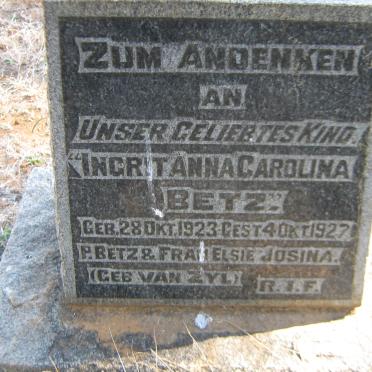 ZUM ANDENKEN
AN
UNSER GELIEBTES KIND.
"INGRIT ANNA CAROLINA
BETZ."
GEB. 28 OKT. 1923 GEST 4 OKT 1927
P. BETZ & FRAU ELSIE JOSINA.
(GEB VAN ZYL) R.I.F.